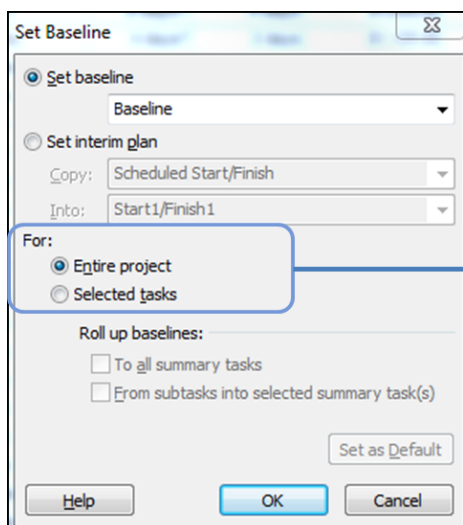 Set Baseline
Set baseline
Baseline
Set interim plan
Copy: Scheduled Start/Finish
Into: Start1/Finish1
For:
Entire project
Selected tasks
Roll up baselines:
To all summary tasks
From subtasks into selected summary task(s)
Set as Default
Help OK Cancel